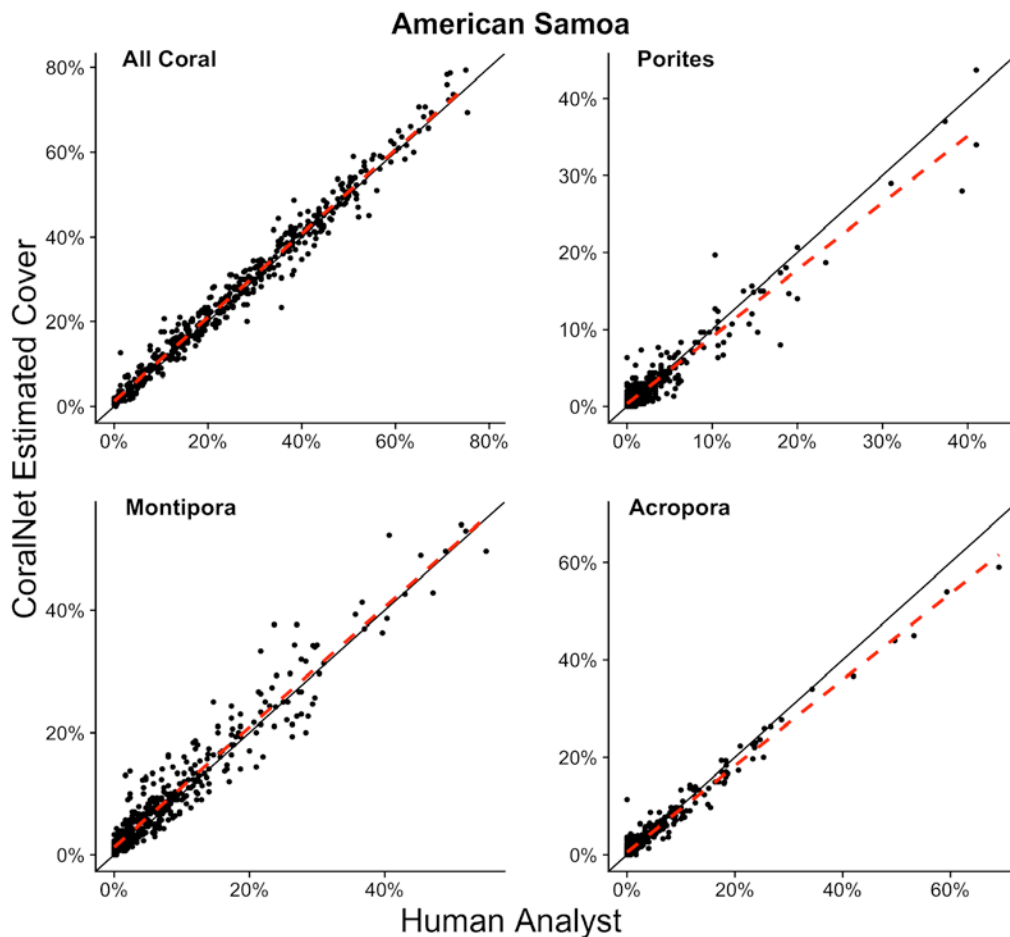 American Samoa
CoralNet Estimated Cover
All Coral
80%
60%
40%
20%
0%
0% 20% 40% 60% 80%
Porites
40%
30%
20%
10%
0%
0% 10% 20% 30% 40%
Montipora
40%
20%
0%
0% 20% 40%
Acropora
60%
40%
20%
0%
0% 20% 40% 60%
Human Analyst